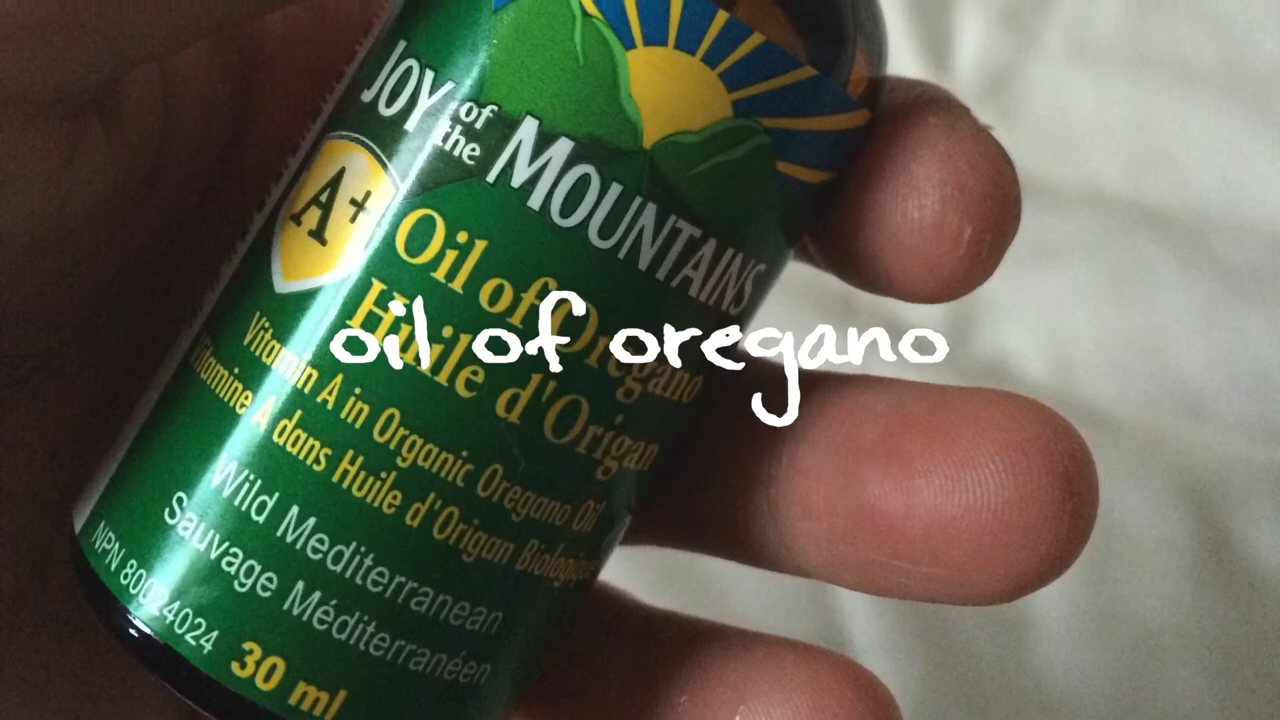 JOY of the MOUNTAINS
A+
Oil of Oregano
Huile d'Origan
oil of oregano
Vitamin A in Organic Oregano Oil
Vitamine A dans Huile d'Origan Biologique
Wild Mediterranean
Sauvage Méditerranéen
NPN 80024024
30 ml